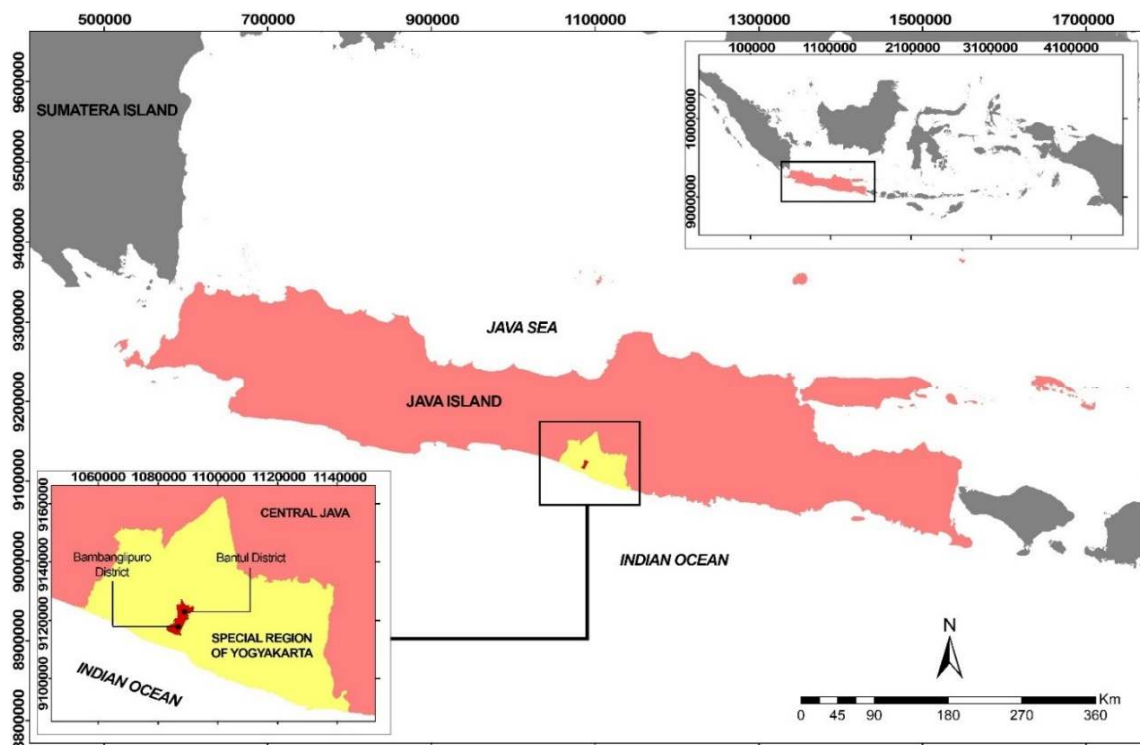 500000 700000 900000 1100000 1300000 1500000 1700000
100000 1100000 2100000 3100000 4100000
10000000
9000000
9600000
9500000
9400000
9300000
9200000
9100000
9000000
8900000
8800000
SUMATERA ISLAND
JAVA SEA
JAVA ISLAND
INDIAN OCEAN
1060000 1080000 1100000 1120000 1140000
9160000
9140000
9120000
9100000
CENTRAL JAVA
Bambanglipuro
District
Bantul District
SPECIAL REGION
OF YOGYAKARTA
INDIAN OCEAN
N
Km
0 45 90 180 270 360